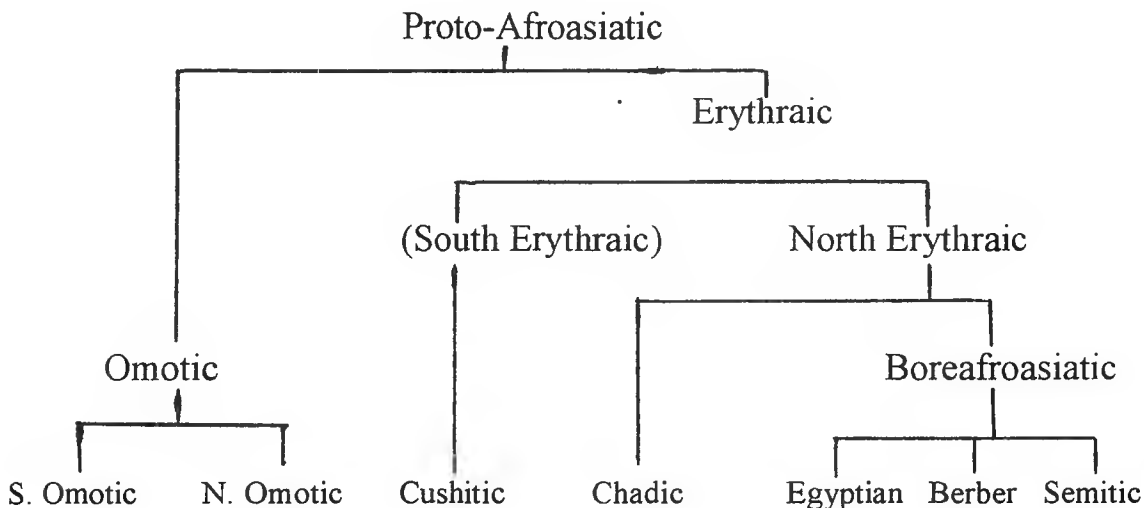 Proto-Afroasiatic
Erythraic
(South Erythraic) North Erythraic
Omotic Boreafroasiatic
S. Omotic N. Omotic Cushitic Chadic Egyptian Berber Semitic